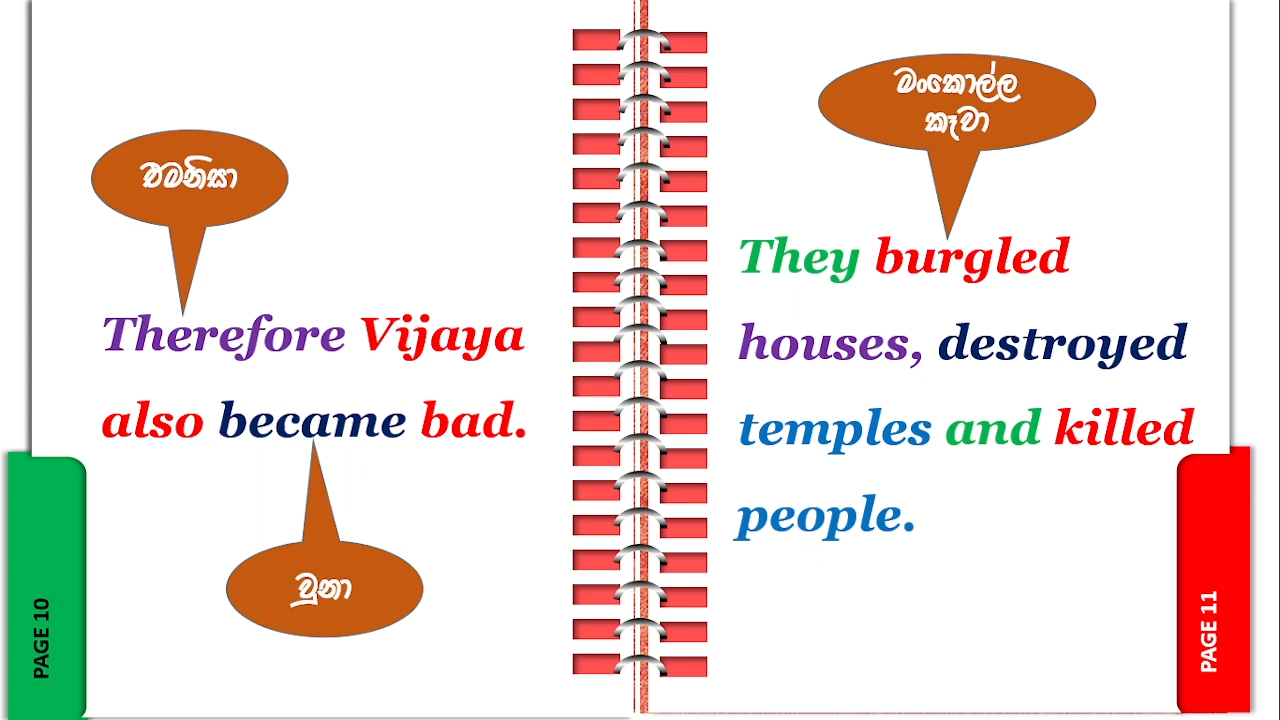 එමනිසා
Therefore Vijaya
also became bad.
වූනා
PAGE 10
මංකොල්ල
කෑවා
They burgled
houses, destroyed
temples and killed
people.
PAGE 11